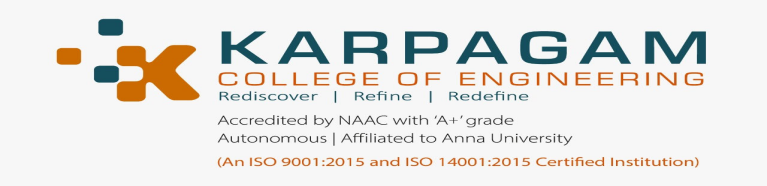 KARPAGAM
COLLEGE OF ENGINEERING
Rediscover | Refine | Redefine
Accredited by NAAC with 'A+' grade
Autonomous | Affiliated to Anna University
(An ISO 9001:2015 and ISO 14001:2015 Certified Institution)